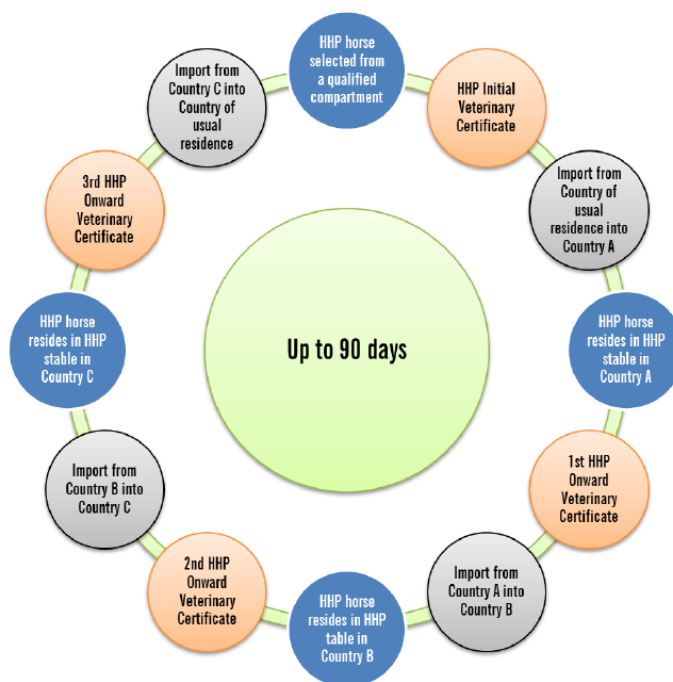 HHP horse
selected from
a qualified
compartment
HHP Initial
Veterinary
Certificate
Import from
Country of
usual
residence into
Country A
HHP horse
resides in HHP
stable in
Country A
1st HHP
Onward
Veterinary
Certificate
Import from
Country A into
Country B
HHP horse
resides in HHP
table in
Country B
2nd HHP
Onward
Veterinary
Certificate
Import from
Country B into
Country C
HHP horse
resides in HHP
stable in
Country C
3rd HHP
Onward
Veterinary
Certificate
Import from
Country C into
Country of
usual
residence
Up to 90 days